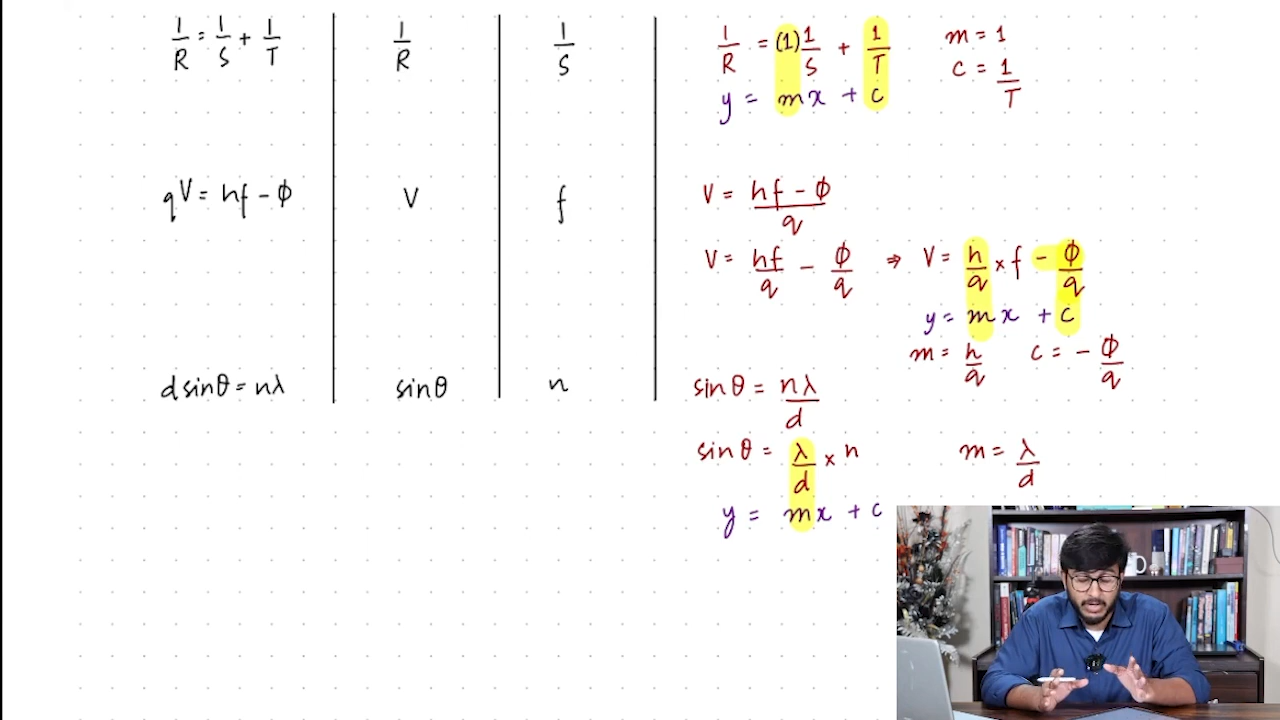 1/R = 1/S + 1/T
1/R
1/S
1/R = (1) 1/S + 1/T
m = 1
y = mx + c
c = 1/T
qV = hf - ϕ
V
f
V = (hf - ϕ)/q
V = hf/q - ϕ/q ⇒ V = h/q × f - ϕ/q
y = mx + c
m = h/q
c = - ϕ/q
d sinθ = nλ
sinθ
n
sinθ = nλ/d
sinθ = λ/d × n
m = λ/d
y = mx + c